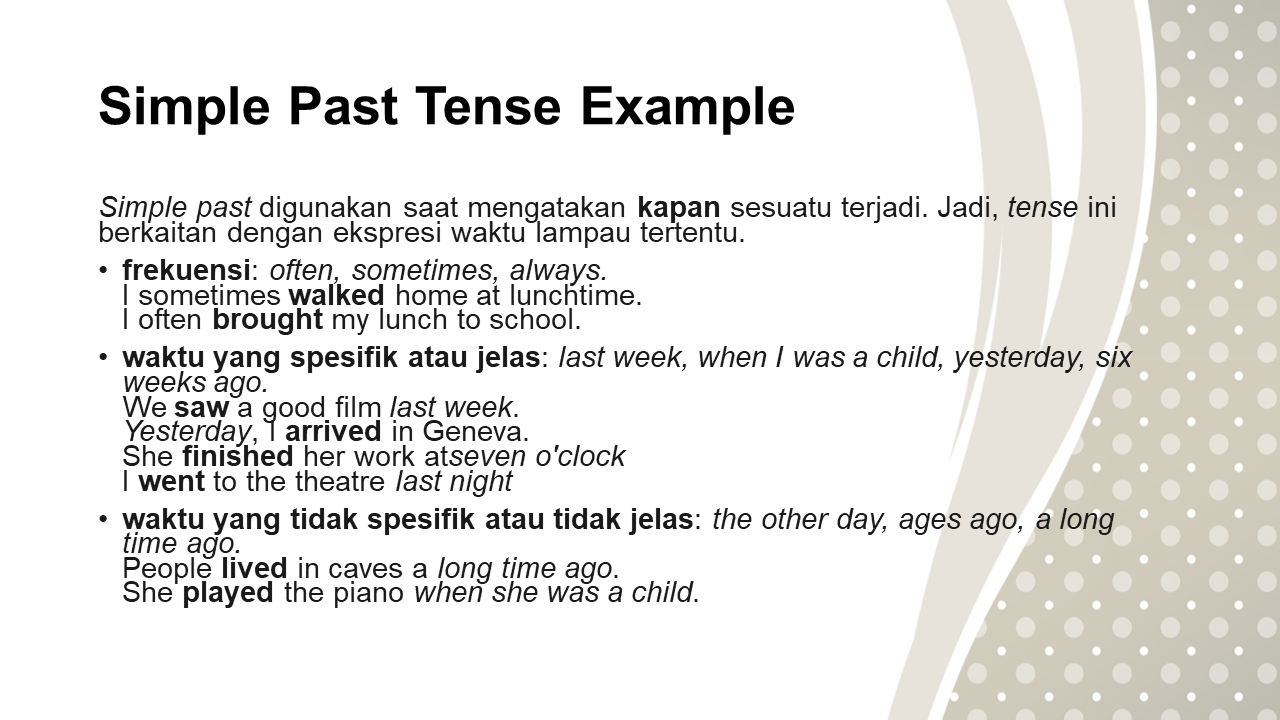 Simple Past Tense Example
Simple past digunakan saat mengatakan kapan sesuatu terjadi. Jadi, tense ini
berkaitan dengan ekspresi waktu lampau tertentu.
• frekuensi: often, sometimes, always.
I sometimes walked home at lunchtime.
I often brought my lunch to school.
• waktu yang spesifik atau jelas: last week, when I was a child, yesterday, six
weeks ago.
We saw a good film last week.
Yesterday, I arrived in Geneva.
She finished her work atseven o'clock
I went to the theatre last night
• waktu yang tidak spesifik atau tidak jelas: the other day, ages ago, a long
time ago.
People lived in caves a long time ago.
She played the piano when she was a child.